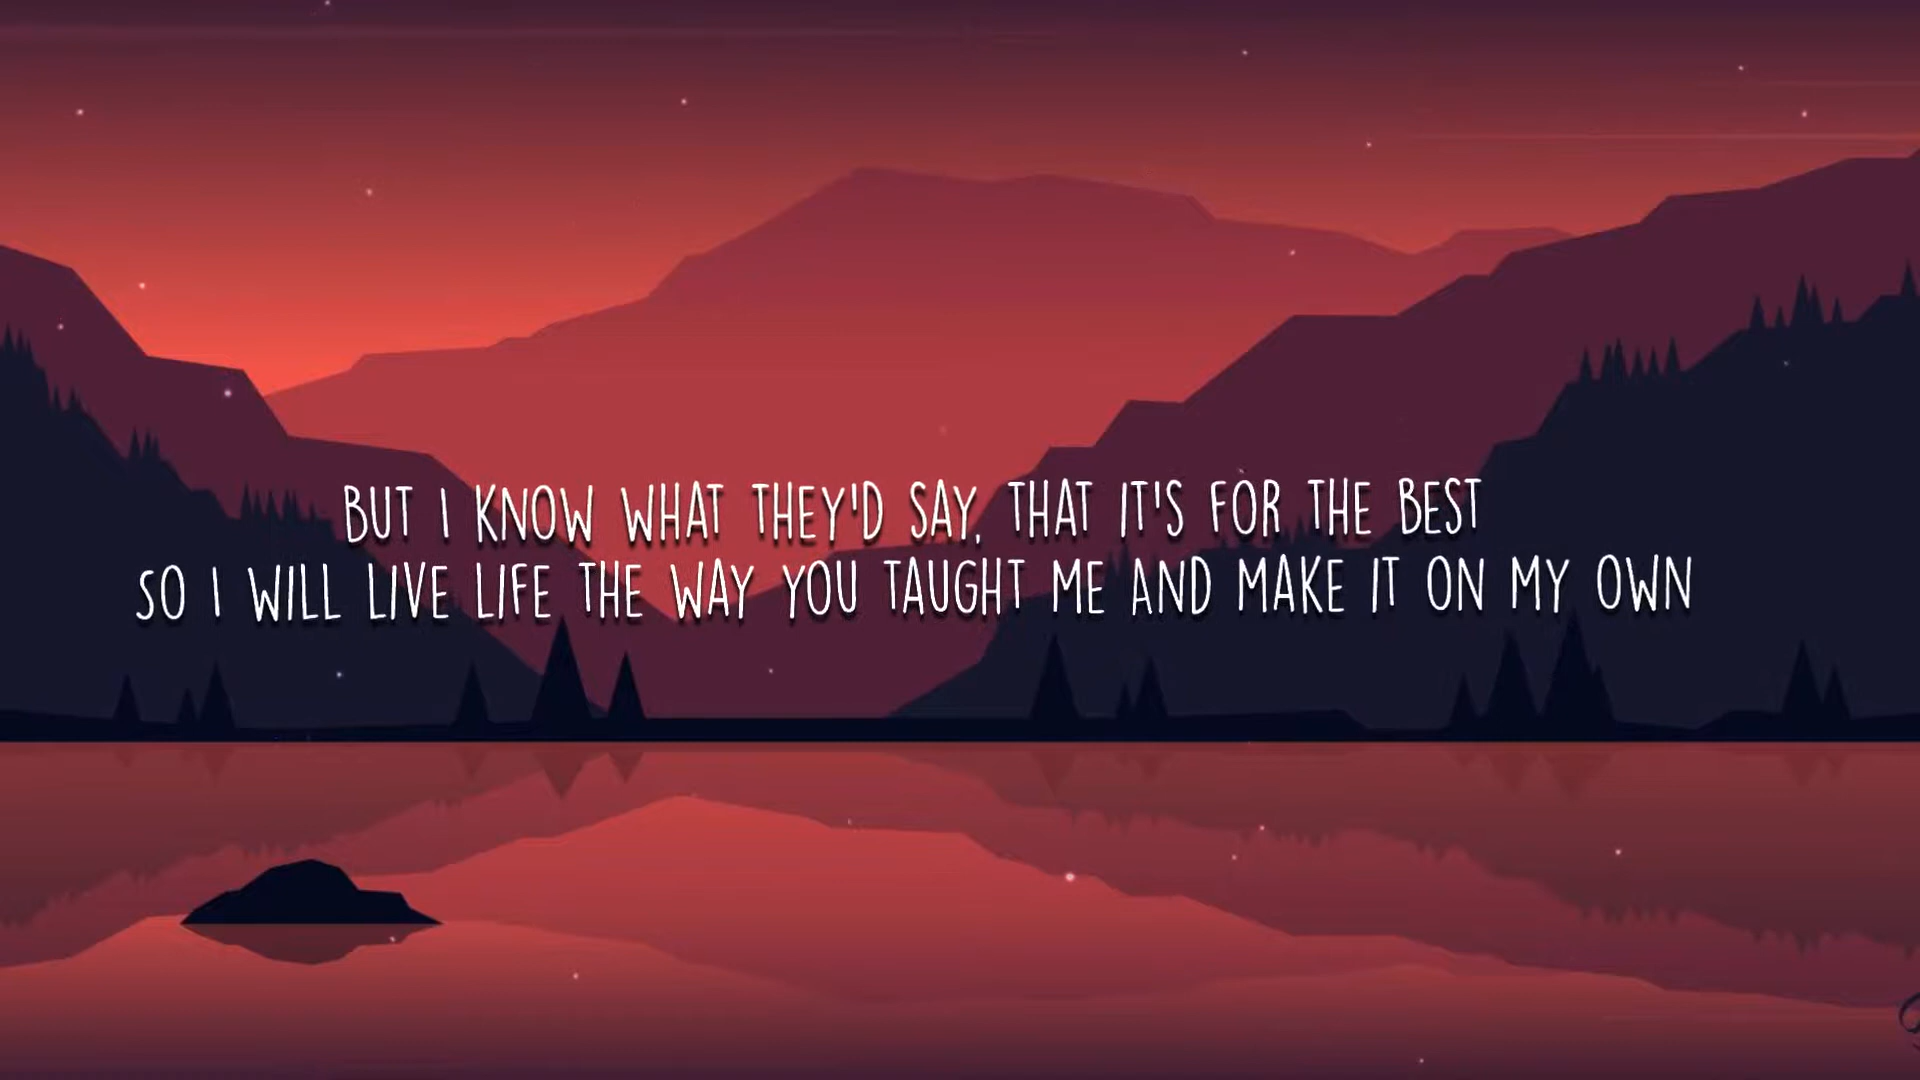 BUT I KNOW WHAT THEY'D SAY, THAT IT'S FOR THE BEST
SO I WILL LIVE LIFE THE WAY YOU TAUGHT ME AND MAKE IT ON MY OWN